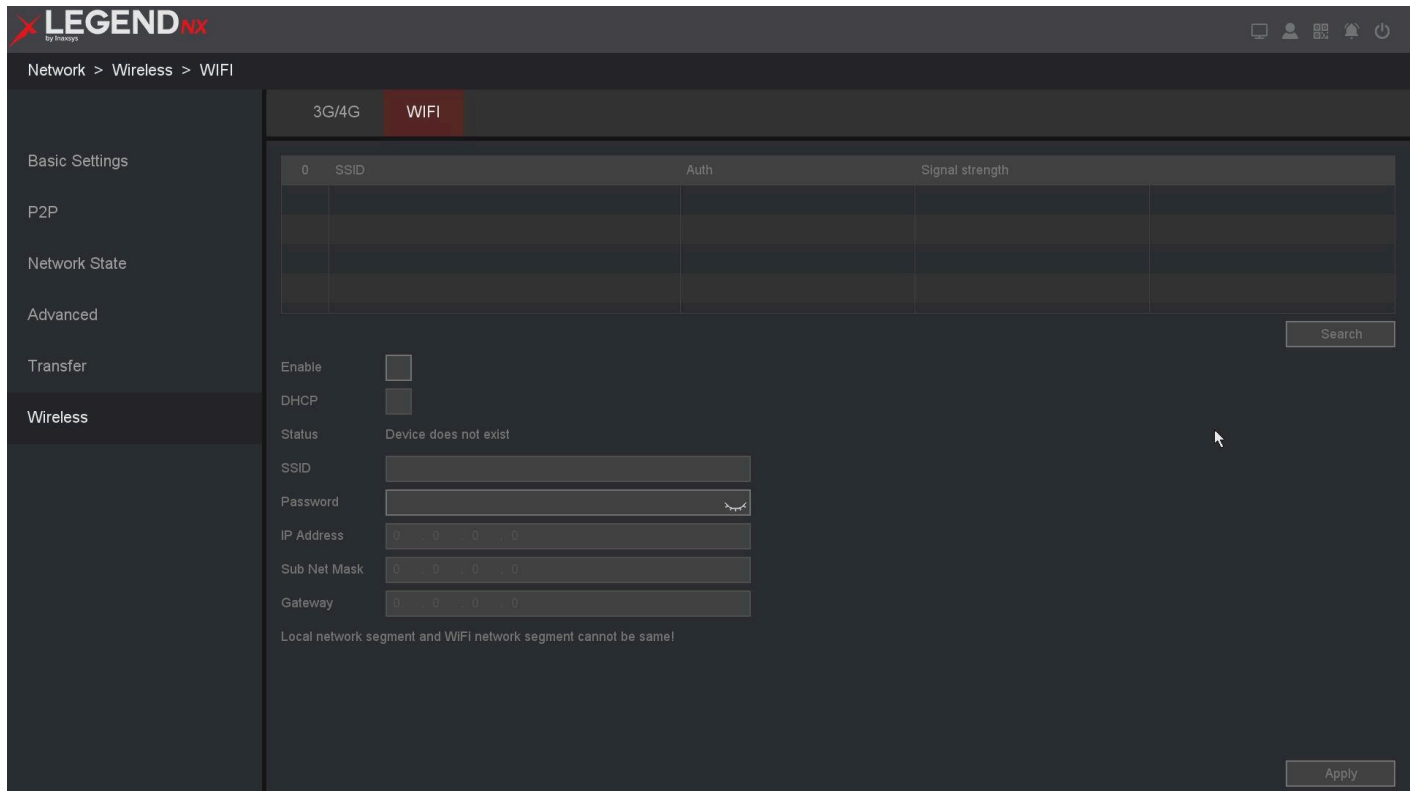 LEGEND NX
by Inaxsys
Network > Wireless > WIFI
3G/4G WIFI
Basic Settings
P2P
Network State
Advanced
Transfer
Wireless
0 SSID Auth Signal strength
Search
Enable
DHCP
Status Device does not exist
SSID
Password
IP Address 0 . 0 . 0 . 0
Sub Net Mask 0 . 0 . 0 . 0
Gateway 0 . 0 . 0 . 0
Local network segment and WiFi network segment cannot be same!
Apply